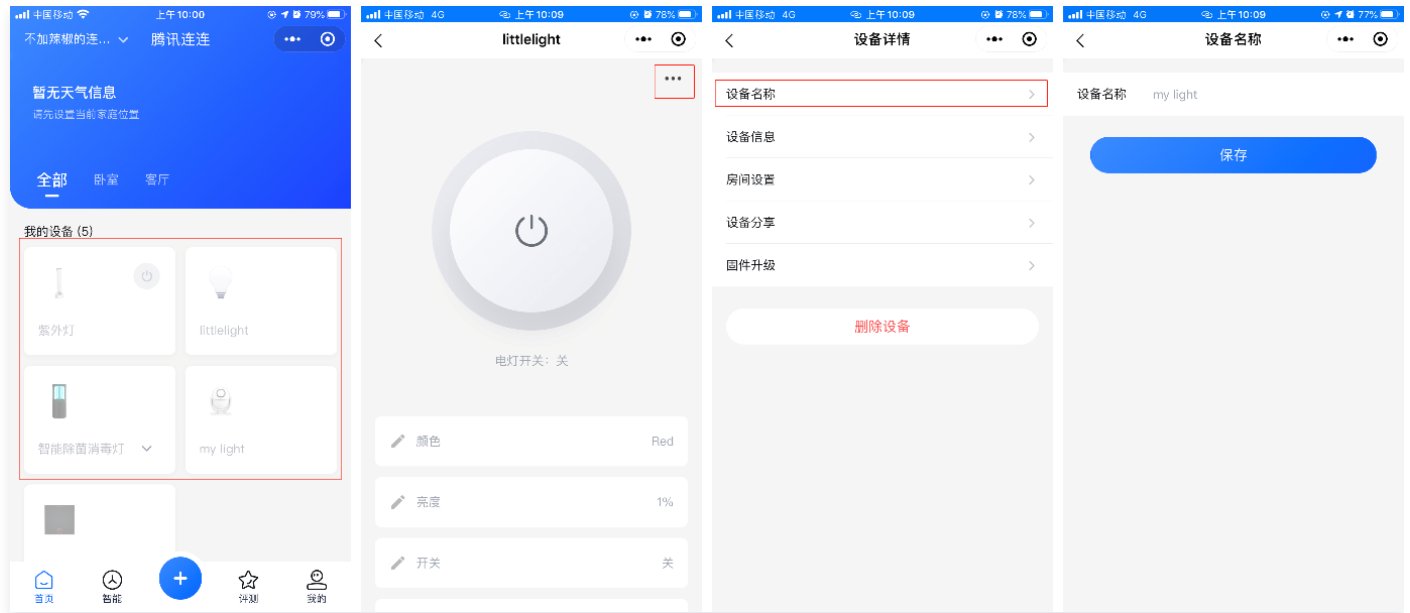 中国移动
上午10:00
79%
不加辣椒的连...
腾讯连连
暂无天气信息
请先设置当前家庭位置
全部 卧室 客厅
我的设备 (5)
紫外灯
littlelight
智能除菌消毒灯
my light
首页 智能 评测 我的
中国移动 4G
上午10:09
78%
littlelight
电灯开关：关
颜色 Red
亮度 1%
开关 关
中国移动 4G
上午10:09
78%
设备详情
设备名称
设备信息
房间设置
设备分享
固件升级
删除设备
中国移动 4G
上午10:09
77%
设备名称
设备名称 my light
保存